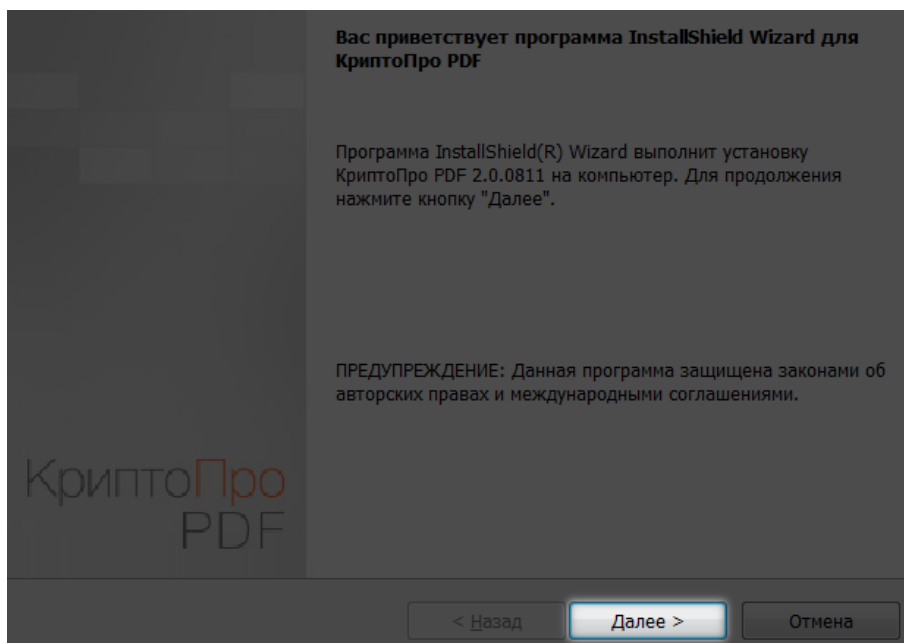 Вас приветствует программа InstallShield Wizard для
КриптоПро PDF
Программа InstallShield(R) Wizard выполнит установку
КриптоПро PDF 2.0.0811 на компьютер. Для продолжения
нажмите кнопку "Далее".
ПРЕДУПРЕЖДЕНИЕ: Данная программа защищена законами об
авторских правах и международными соглашениями.
КриптоПро
PDF
< Назад Далее > Отмена